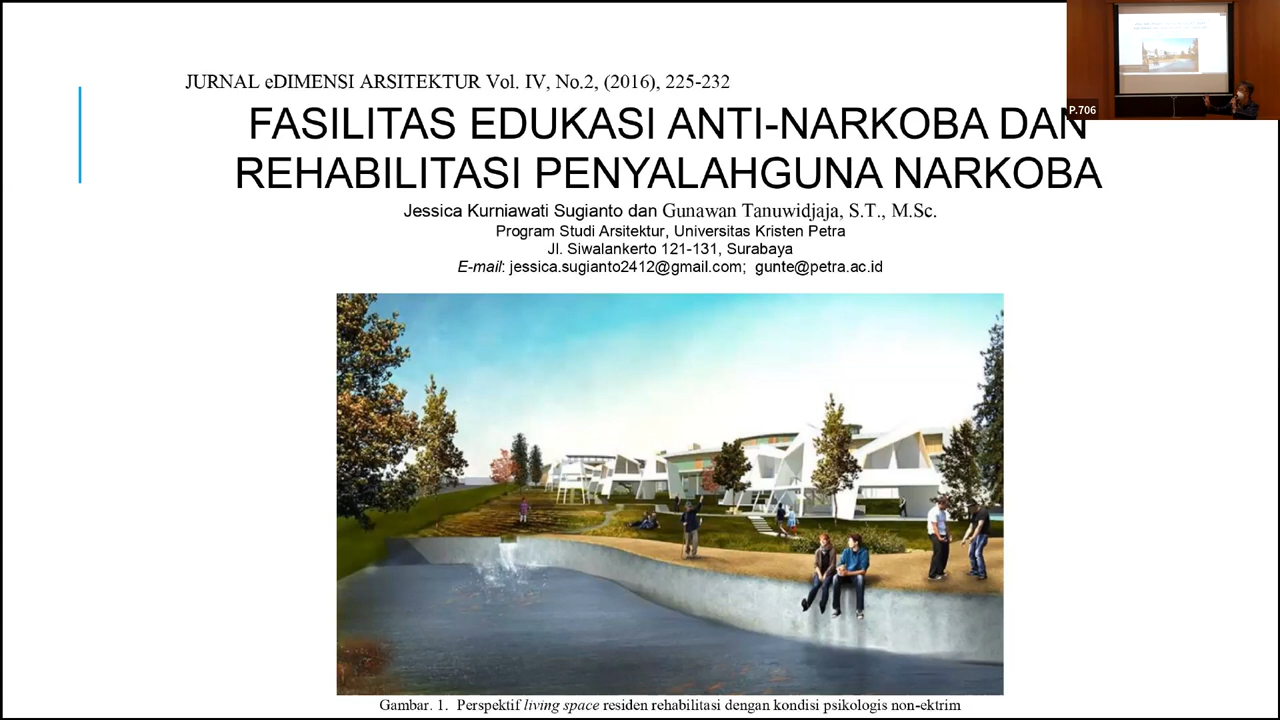 JURNAL eDIMENSI ARSITEKTUR Vol. IV, No.2, (2016), 225-232
FASILITAS EDUKASI ANTI-NARKOBA DAN
REHABILITASI PENYALAHGUNA NARKOBA
Jessica Kurniawati Sugianto dan Gunawan Tanuwidjaja, S.T., M.Sc.
Program Studi Arsitektur, Universitas Kristen Petra
Jl. Siwalankerto 121-131, Surabaya
E-mail: jessica.sugianto2412@gmail.com; gunte@petra.ac.id
P.706
Gambar. 1. Perspektif living space residen rehabilitasi dengan kondisi psikologis non-ektrim